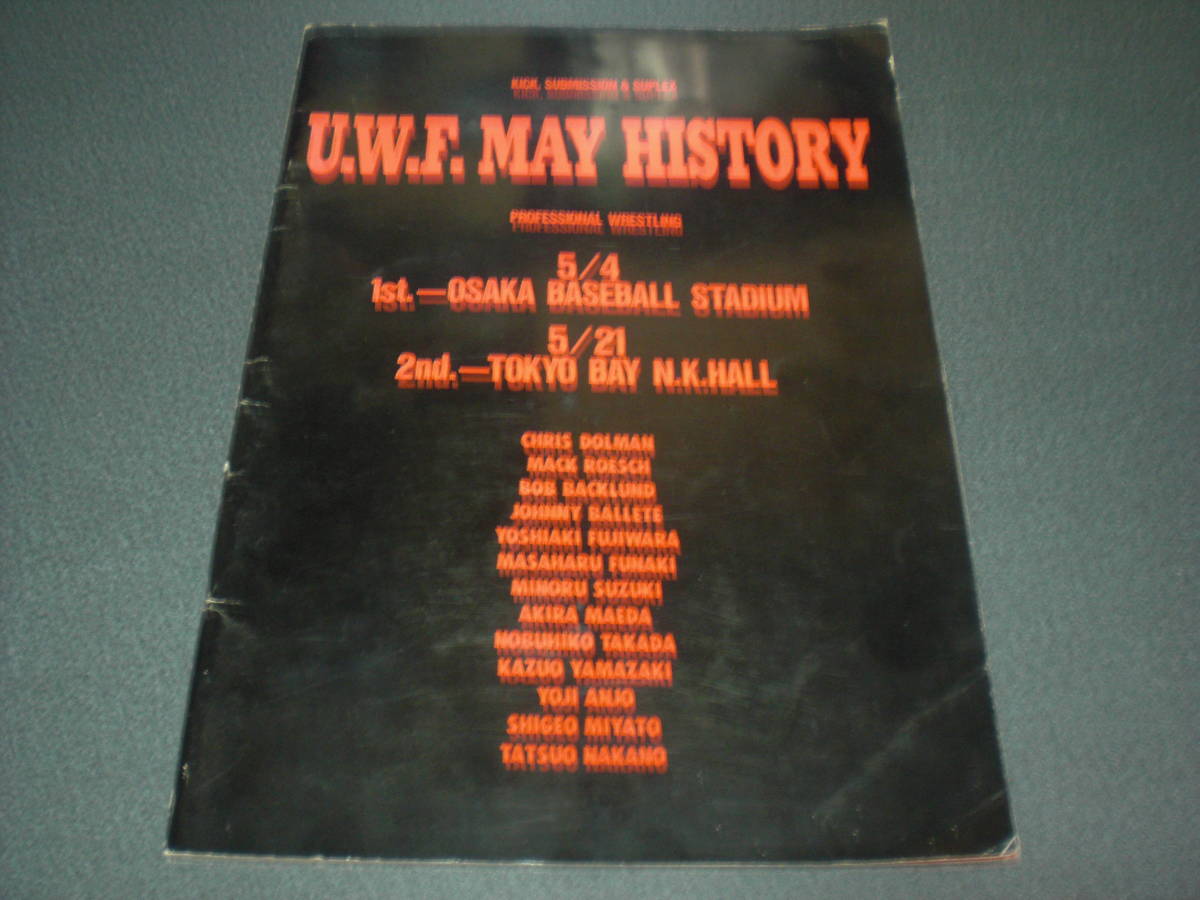 KICK, SUBMISSION & SUPLEX
U.W.F. MAY HISTORY
PROFESSIONAL WRESTLING
5/4
1st.—OSAKA BASEBALL STADIUM
5/21
2nd.—TOKYO BAY N.K.HALL
CHRIS DOLMAN
MACK ROESCH
BOB BACKLUND
JOHNNY BALLETE
YOSHIAKI FUJIWARA
MASAHARU FUNAKI
MINORU SUZUKI
AKIRA MAEDA
NOBUHIKO TAKADA
KAZUO YAMAZAKI
YOJI ANJO
SHIGEO MIYATO
TATSUO NAKANO